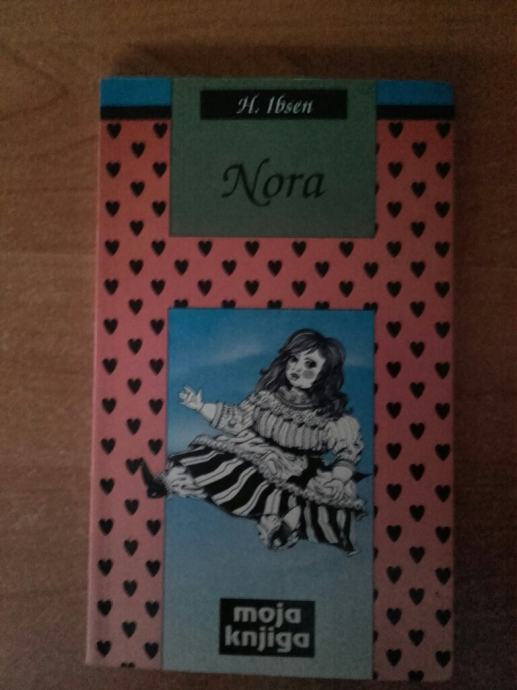 H. Ibsen
Nora
moja
knjiga